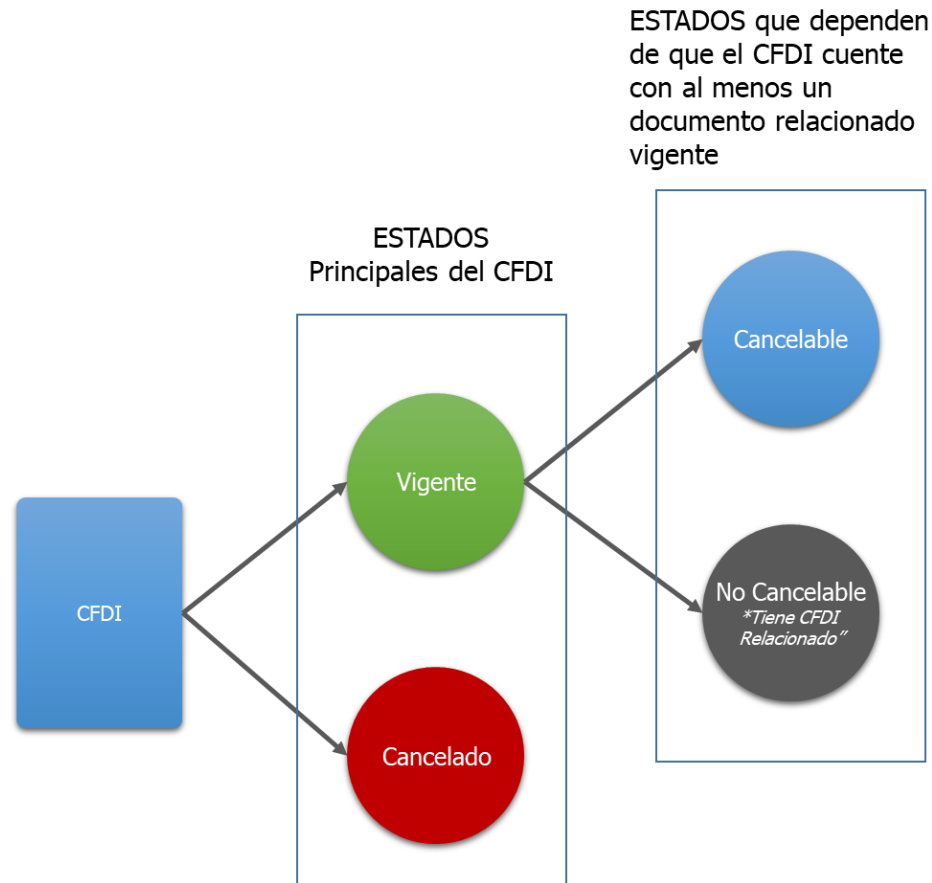 ESTADOS que dependen
de que el CFDI cuente
con al menos un
documento relacionado
vigente
ESTADOS
Principales del CFDI
Cancelable
Vigente
No Cancelable
*Tiene CFDI
Relacionado”
CFDI
Cancelado